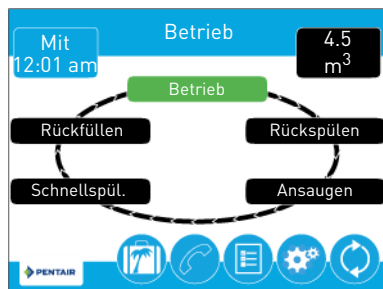 Mit
12:01 am
Betrieb
4.5
m³
Betrieb
Rückfüllen
Rückspülen
Schnellspül.
Ansaugen
PENTAIR